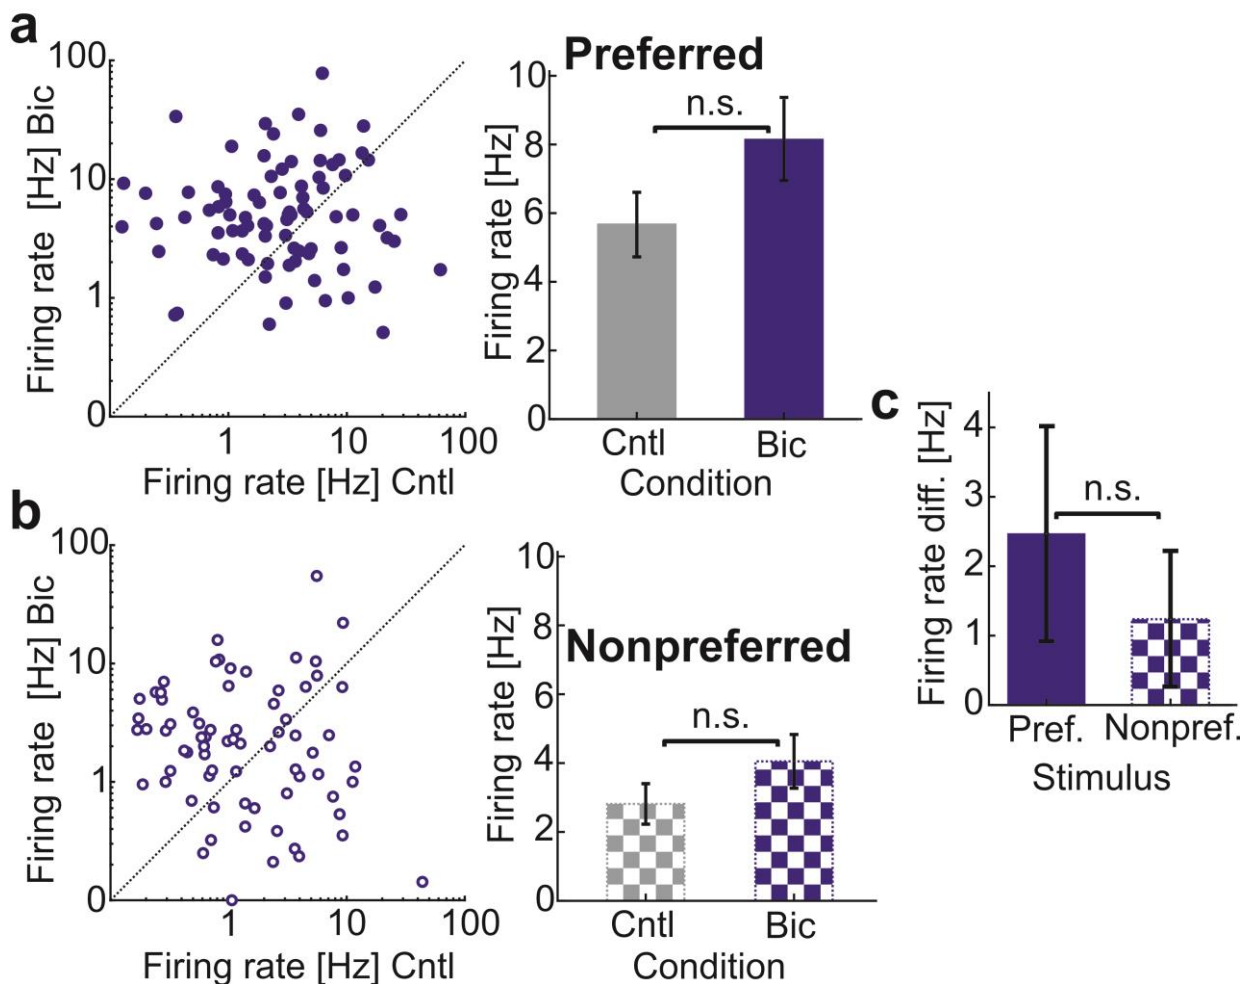 a
Firing rate [Hz] Bic
100
10
1
0
1
10
100
Firing rate [Hz] Cntl
Preferred
Firing rate [Hz]
10
8
6
4
2
0
n.s.
Cntl
Bic
Condition
b
Firing rate [Hz] Bic
100
10
1
0
1
10
100
Firing rate [Hz] Cntl
Nonpreferred
Firing rate [Hz]
10
8
6
4
2
0
n.s.
Cntl
Bic
Condition
c
Firing rate diff. [Hz]
4
3
2
1
0
n.s.
Pref.
Nonpref.
Stimulus